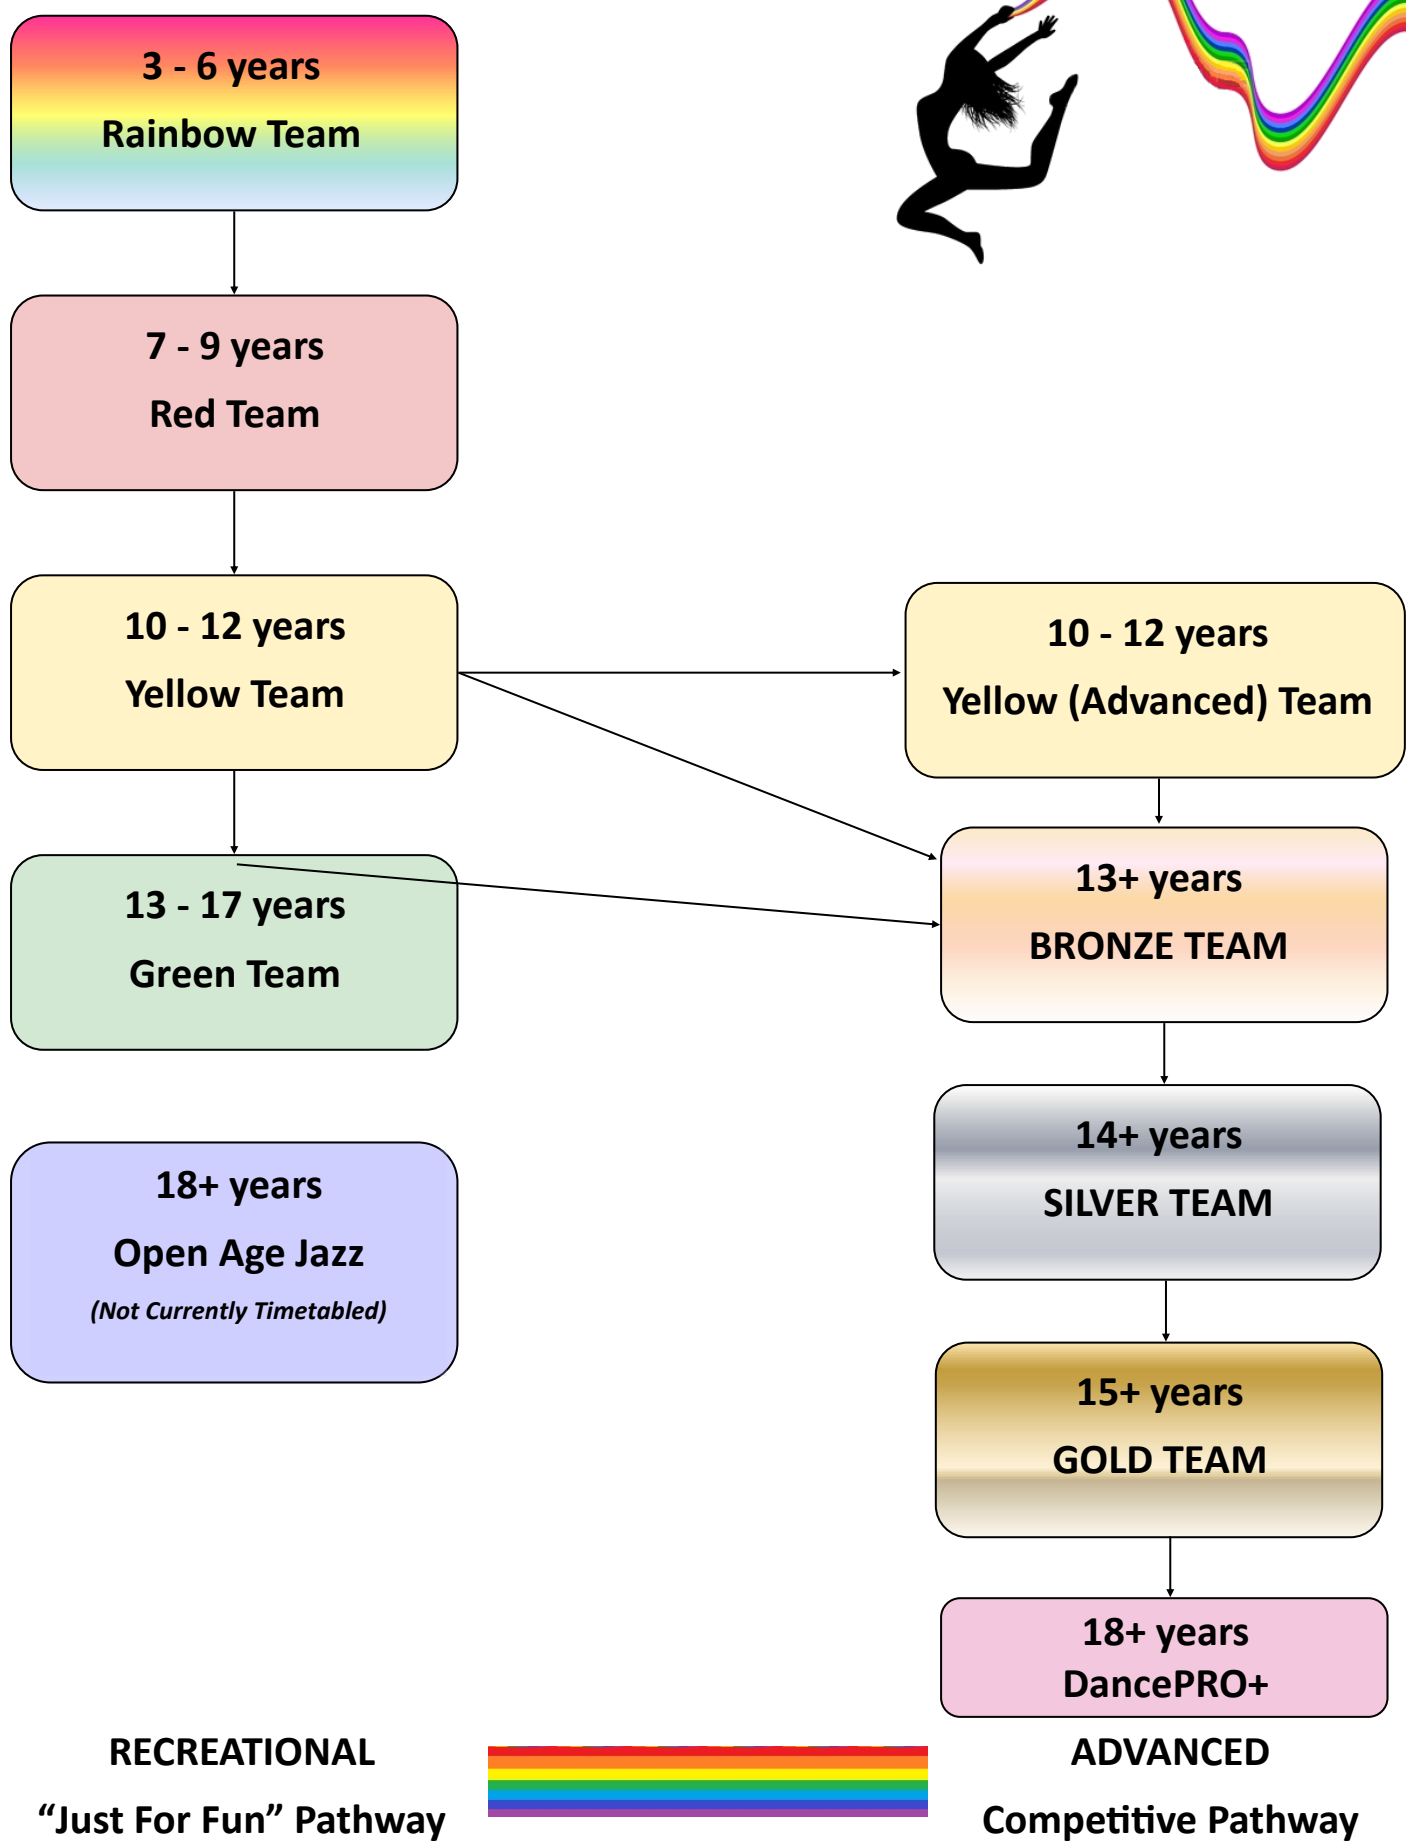 3 - 6 years
Rainbow Team
7 - 9 years
Red Team
10 - 12 years
Yellow Team
10 - 12 years
Yellow (Advanced) Team
13+ years
BRONZE TEAM
13 - 17 years
Green Team
14+ years
SILVER TEAM
18+ years
Open Age Jazz
(Not Currently Timetabled)
15+ years
GOLD TEAM
18+ years
DancePRO+
RECREATIONAL
“Just For Fun” Pathway
ADVANCED
Competitive Pathway